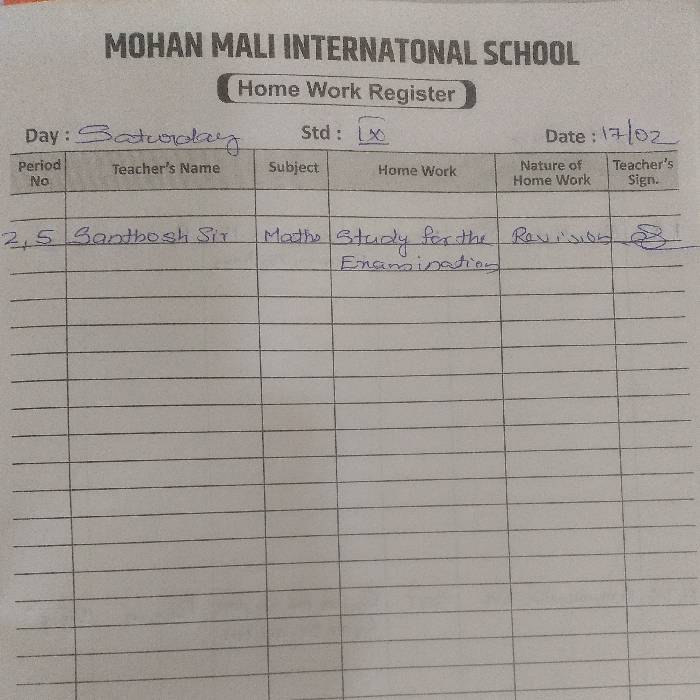 MOHAN MALI INTERNATONAL SCHOOL
Home Work Register
Day : Saturday Std : IX Date : 17/02
Period No Teacher's Name Subject Home Work Nature of Home Work Teacher's Sign.
2,5 Santhosh Sir Maths Study for the Revision
Examination